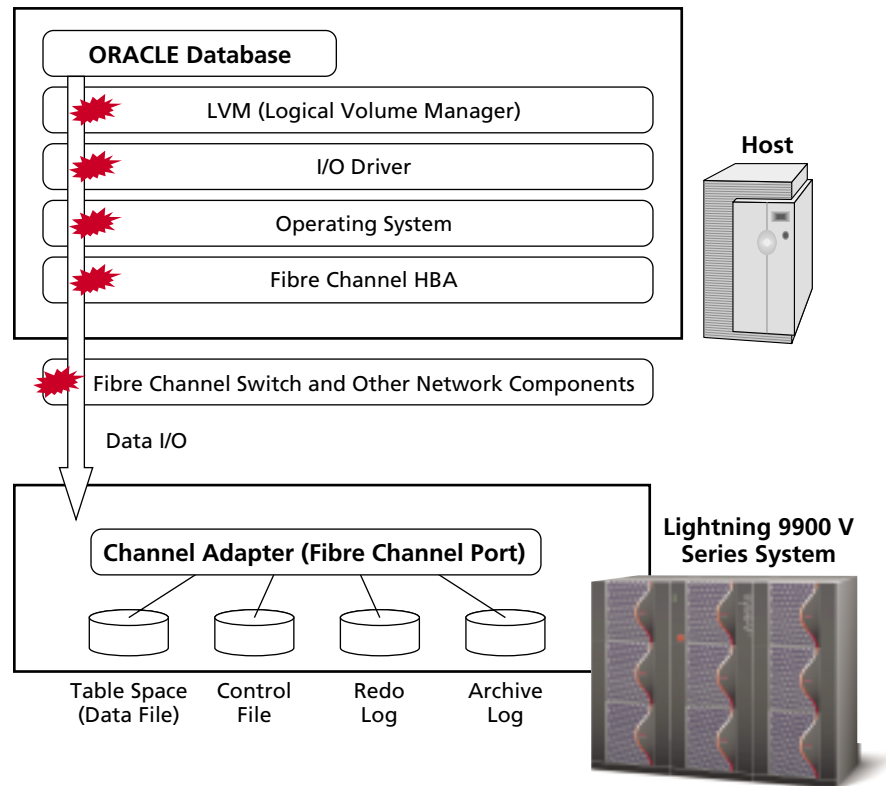 ORACLE Database
LVM (Logical Volume Manager)
I/O Driver
Operating System
Fibre Channel HBA
Host
Fibre Channel Switch and Other Network Components
Data I/O
Channel Adapter (Fibre Channel Port)
Lightning 9900 V
Series System
Table Space
(Data File)
Control
File
Redo
Log
Archive
Log